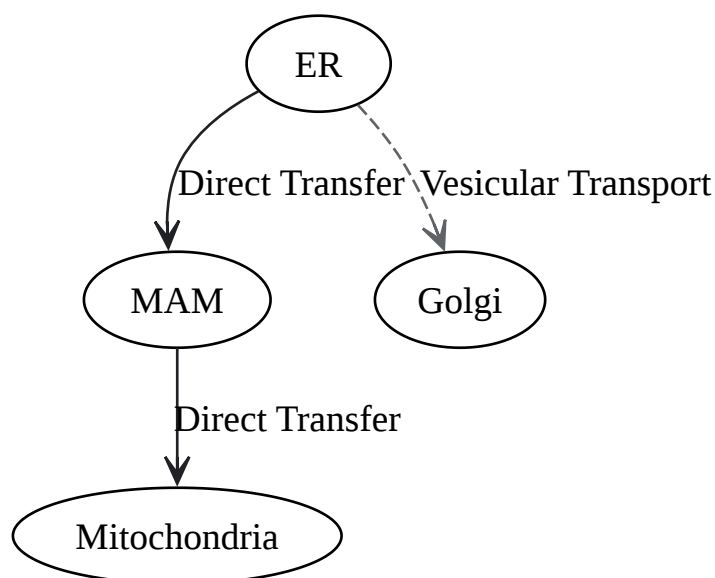 ER
Direct Transfer
Vesicular Transport
MAM
Golgi
Direct Transfer
Mitochondria